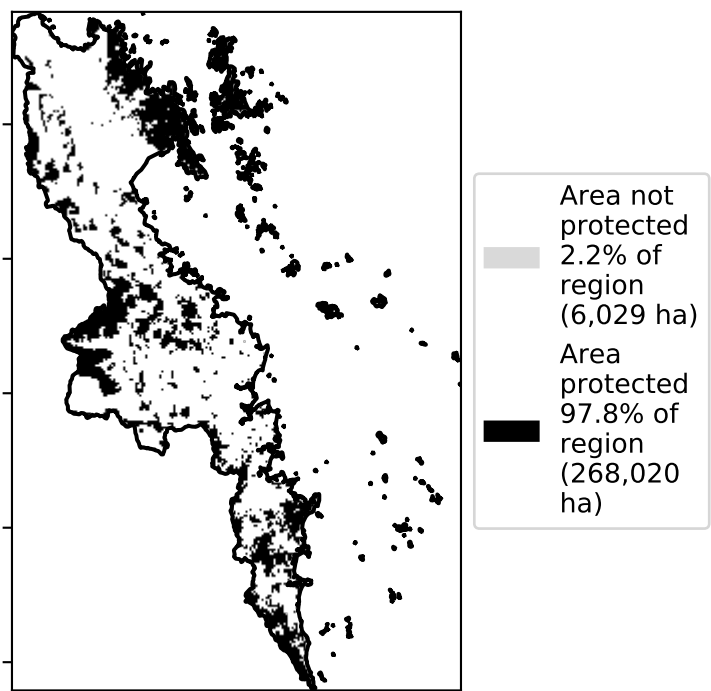 Area not
protected
2.2% of
region
(6,029 ha)
Area
protected
97.8% of
region
(268,020
ha)